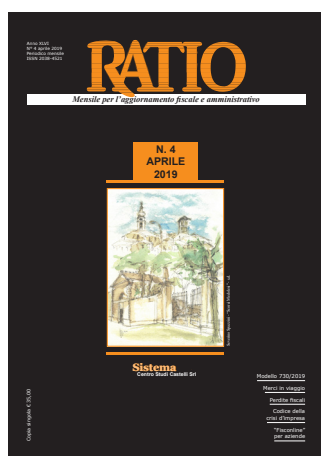 Anno XLVI
N° 4 aprile 2019
Periodico mensile
ISSN 2038-4521
RATIO
Mensile per l'aggiornamento fiscale e amministrativo
N. 4
APRILE
2019
Sistema
Centro Studi Castelli Srl
Modello 730/2019
Merci in viaggio
Perdite fiscali
Codice della
crisi d'impresa
"Fisconline"
per aziende
Copia singola € 35,00